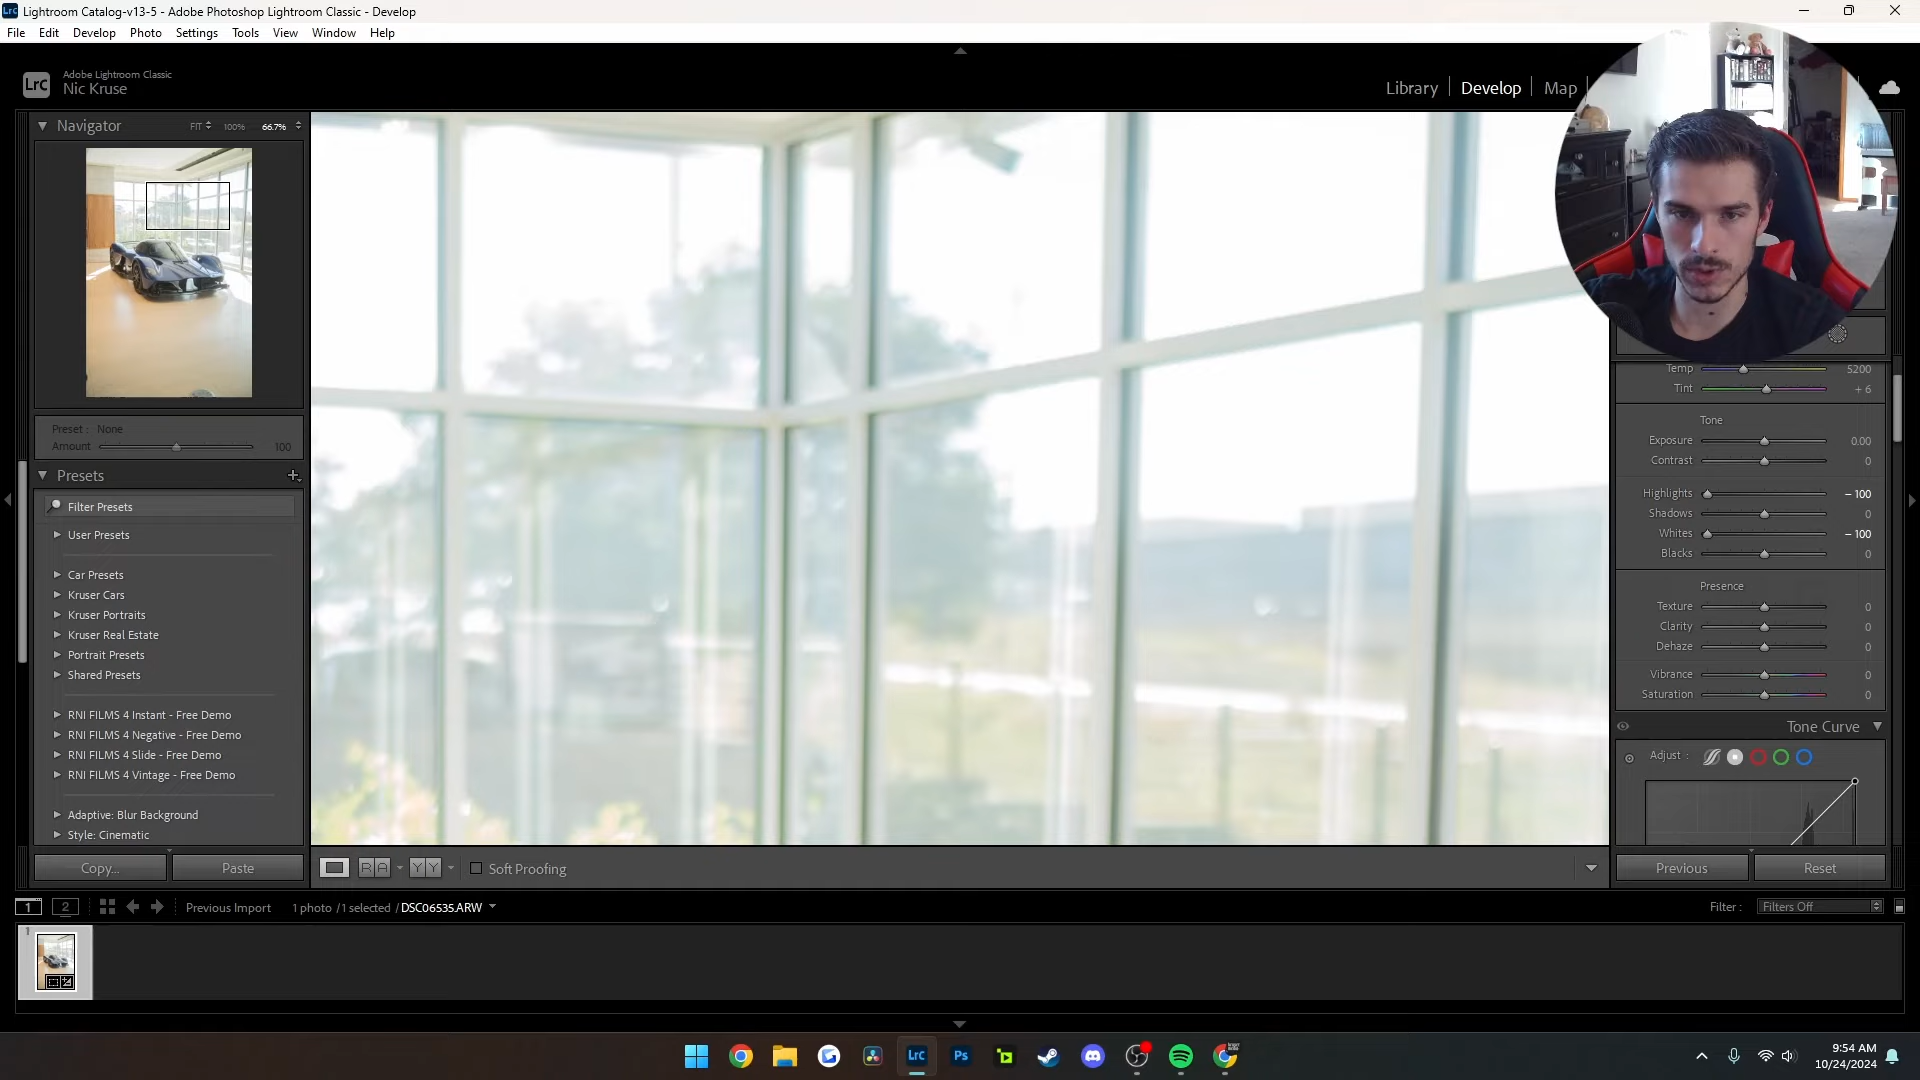 Lightroom Catalog-v13-5 - Adobe Photoshop Lightroom Classic - Develop
File Edit Develop Photo Settings Tools View Window Help
LrC
Adobe Lightroom Classic
Nic Kruse
Library Develop Map
Navigator FIT 100% 66.7%
Preset : None
Amount 100
Presets
Filter Presets
User Presets
Car Presets
Kruser Cars
Kruser Portraits
Kruser Real Estate
Portrait Presets
Shared Presets
RNI FILMS 4 Instant - Free Demo
RNI FILMS 4 Negative - Free Demo
RNI FILMS 4 Slide - Free Demo
RNI FILMS 4 Vintage - Free Demo
Adaptive: Blur Background
Style: Cinematic
Copy... Paste
R A Y Y Soft Proofing
Temp 5200
Tint + 6
Tone
Exposure 0.00
Contrast 0
Highlights – 100
Shadows 0
Whites – 100
Blacks 0
Presence
Texture 0
Clarity 0
Dehaze 0
Vibrance 0
Saturation 0
Tone Curve
Adjust :
Previous Reset
1 2 Previous Import 1 photo / 1 selected / DSC06535.ARW Filter : Filters Off
1
LrC Ps
9:54 AM
10/24/2024